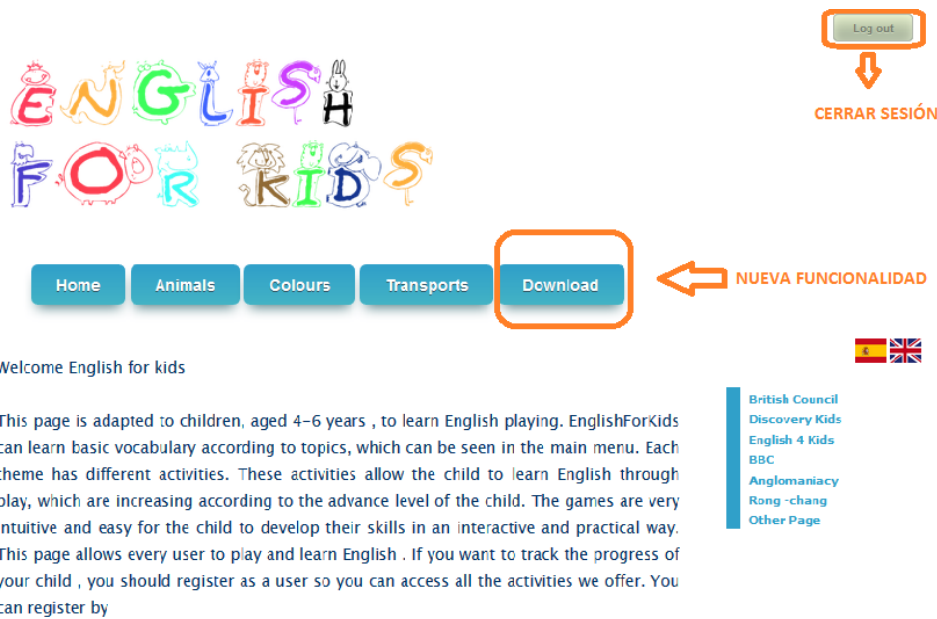 Log out
CERRAR SESIÓN
ENGLISH
FOR KIDS
Home Animals Colours Transports Download
NUEVA FUNCIONALIDAD
Welcome English for kids
This page is adapted to children, aged 4-6 years , to learn English playing. EnglishForKids
can learn basic vocabulary according to topics, which can be seen in the main menu. Each
theme has different activities. These activities allow the child to learn English through
play, which are increasing according to the advance level of the child. The games are very
intuitive and easy for the child to develop their skills in an interactive and practical way.
This page allows every user to play and learn English . If you want to track the progress of
your child , you should register as a user so you can access all the activities we offer. You
can register by
British Council
Discovery Kids
English 4 Kids
BBC
Anglomaniacy
Rong -chang
Other Page